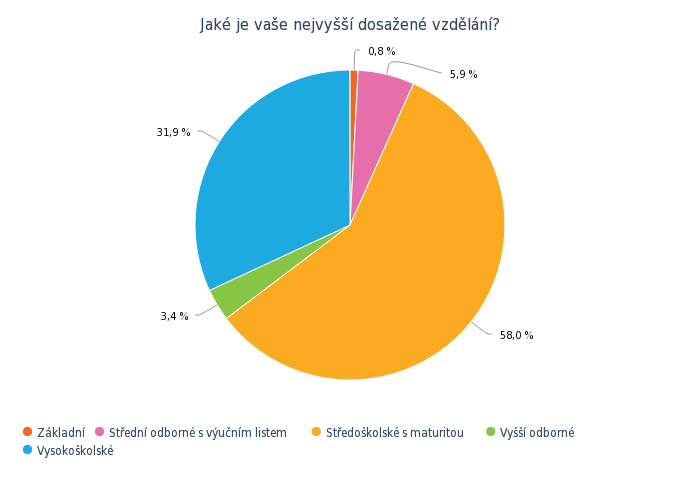 Jaké je vaše nejvyšší dosažené vzdělání?
0,8 %
5,9 %
31,9 %
3,4 %
58,0 %
Základní Střední odborné s výučním listem Středoškolské s maturitou Vyšší odborné
Vysokoškolské